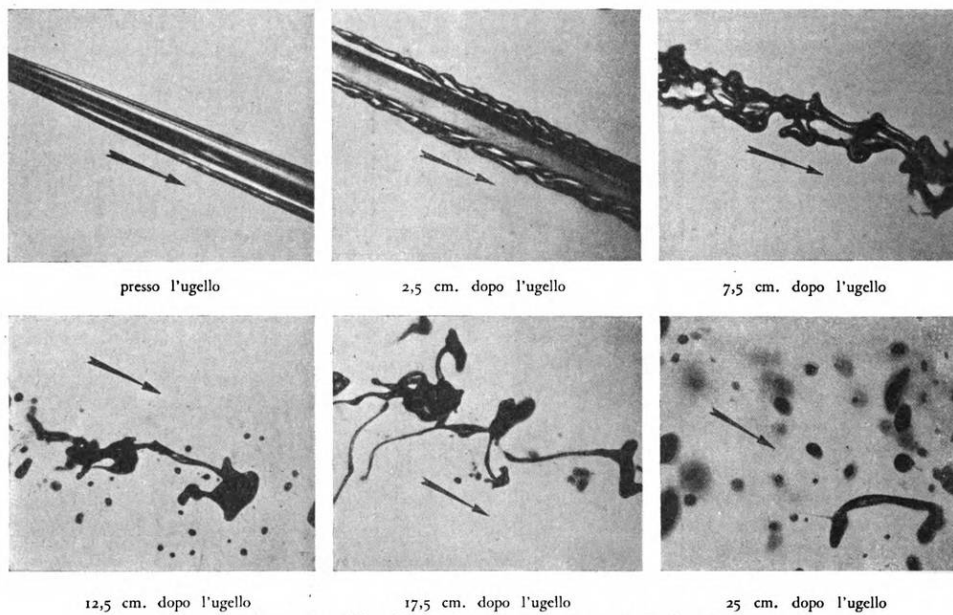 presso l'ugello
2,5 cm. dopo l'ugello
7,5 cm. dopo l'ugello
12,5 cm. dopo l'ugello
17,5 cm. dopo l'ugello
25 cm. dopo l'ugello